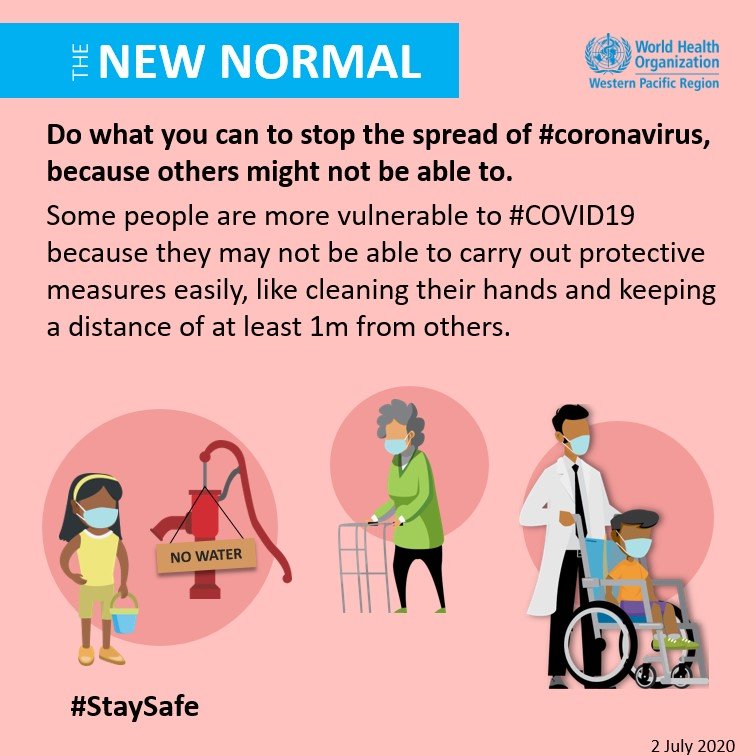 THE NEW NORMAL
World Health
Organization
Western Pacific Region
Do what you can to stop the spread of #coronavirus,
because others might not be able to.
Some people are more vulnerable to #COVID19
because they may not be able to carry out protective
measures easily, like cleaning their hands and keeping
a distance of at least 1m from others.
NO WATER
#StaySafe
2 July 2020